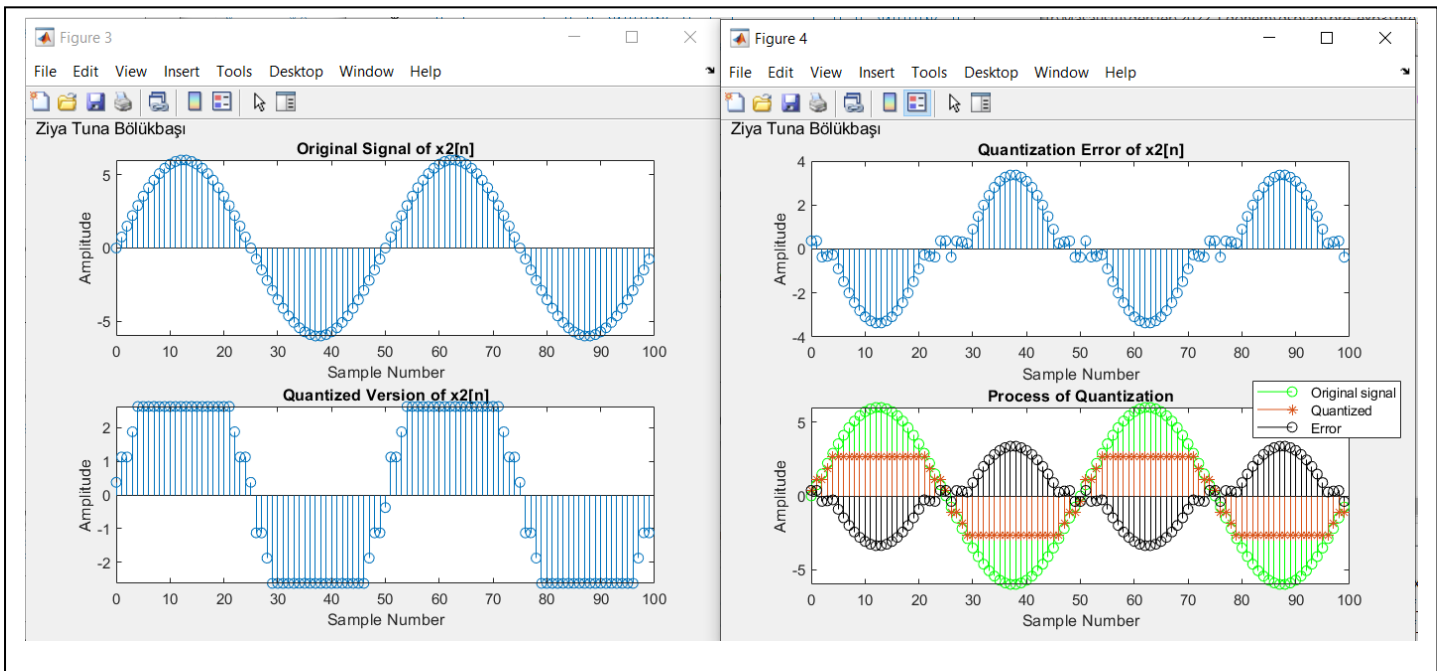 Figure 3
File Edit View Insert Tools Desktop Window Help
Ziya Tuna Bölükbaşı
Original Signal of x2[n]
5
0
-5
Amplitude
0 10 20 30 40 50 60 70 80 90 100
Sample Number
Quantized Version of x2[n]
2
1
0
-1
-2
Amplitude
0 10 20 30 40 50 60 70 80 90 100
Sample Number
Figure 4
File Edit View Insert Tools Desktop Window Help
Ziya Tuna Bölükbaşı
Quantization Error of x2[n]
4
2
0
-2
-4
Amplitude
0 10 20 30 40 50 60 70 80 90 100
Sample Number
Process of Quantization
Original signal
Quantized
Error
5
0
-5
Amplitude
0 10 20 30 40 50 60 70 80 90 100
Sample Number